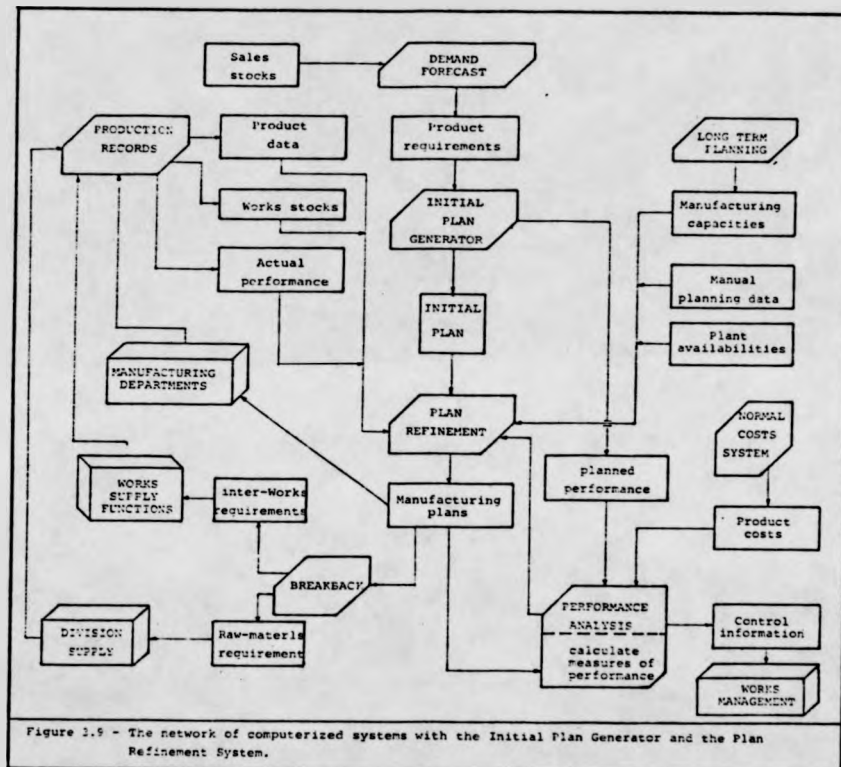 Sales
stocks
DEMAND
FORECAST
PRODUCTION
RECORDS
Product
data
Product
requirements
LONG TERM
PLANNING
Works stocks
INITIAL
PLAN
GENERATOR
Manufacturing
capacities
Actual
performance
Manual
planning data
INITIAL
PLAN
Plant
availabilities
MANUFACTURING
DEPARTMENTS
PLAN
REFINEMENT
NORMAL
COSTS
SYSTEM
planned
performance
WORKS
SUPPLY
FUNCTIONS
inter-Works
requirements
Manufacturing
plans
Product
costs
BREAKBACK
PERFORMANCE
ANALYSIS
calculate
measures of
performance
Control
information
DIVISION
SUPPLY
Raw-materls
requirement
WORKS
MANAGEMENT
Figure 2.9 - The network of computerized systems with the Initial Plan Generator and the Plan
Refinement System.